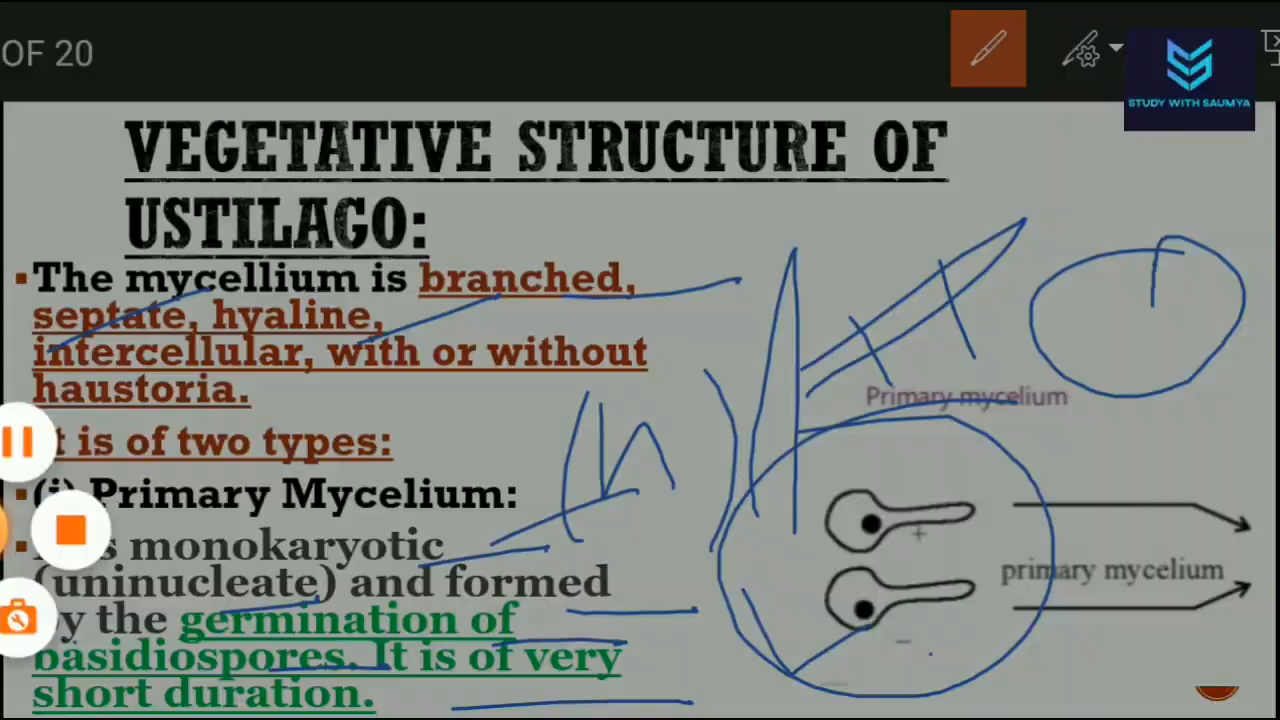 OF 20
STUDY WITH SAUMYA
VEGETATIVE STRUCTURE OF
USTILAGO:
▪The mycellium is branched,
septate, hyaline,
intercellular, with or without
haustoria.
t is of two types:
▪(i) Primary Mycelium:
▪ s monokaryotic
(uninucleate) and formed
y the germination of
basidiospores. It is of very
short duration.
Primary mycelium
+
primary mycelium
−